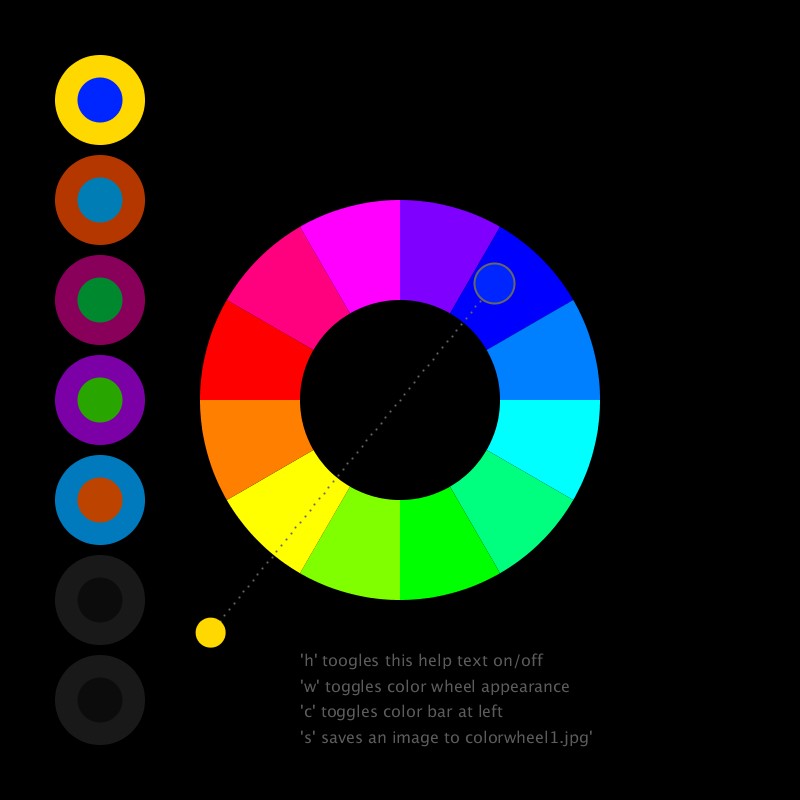 'h' toogles this help text on/off
'w' toggles color wheel appearance
'c' toggles color bar at left
's' saves an image to colorwheel1.jpg'